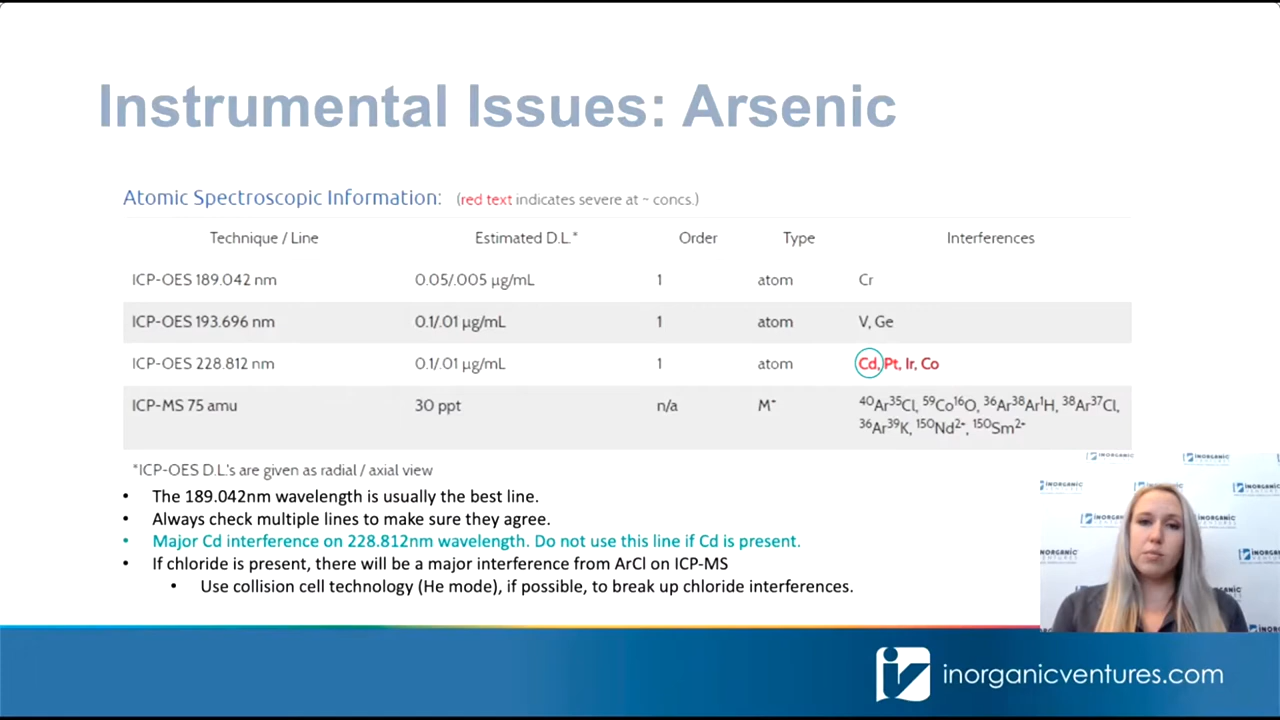 Instrumental Issues: Arsenic
Atomic Spectroscopic Information: (red text indicates severe at ~ concs.)
Technique / Line Estimated D.L.* Order Type Interferences
ICP-OES 189.042 nm 0.05/.005 µg/mL 1 atom Cr
ICP-OES 193.696 nm 0.1/.01 µg/mL 1 atom V, Ge
ICP-OES 228.812 nm 0.1/.01 µg/mL 1 atom Cd, Pt, Ir, Co
ICP-MS 75 amu 30 ppt n/a M⁺ ⁴⁰Ar³⁵Cl, ⁵⁹Co¹⁶O, ³⁶Ar³⁸Ar¹H, ³⁸Ar³⁷Cl,
³⁶Ar³⁹K, ¹⁵⁰Nd²⁺, ¹⁵⁰Sm²⁺
*ICP-OES D.L.'s are given as radial / axial view
• The 189.042nm wavelength is usually the best line.
• Always check multiple lines to make sure they agree.
• Major Cd interference on 228.812nm wavelength. Do not use this line if Cd is present.
• If chloride is present, there will be a major interference from ArCl on ICP-MS
• Use collision cell technology (He mode), if possible, to break up chloride interferences.
INORGANIC VENTURES
inorganicventures.com